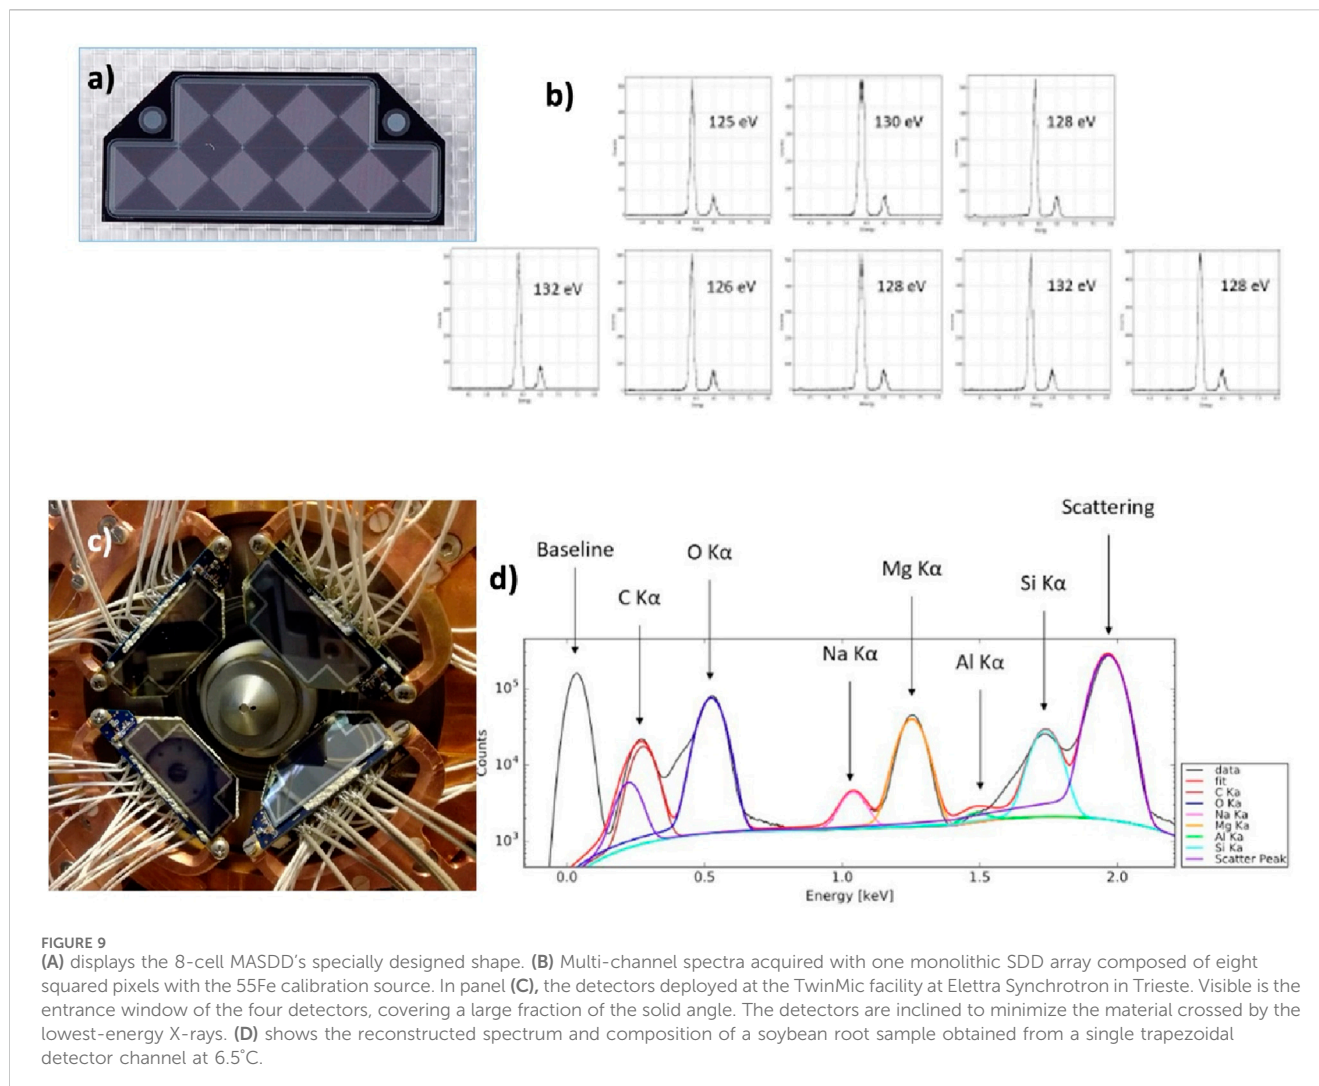 a)
b)
125 eV
130 eV
128 eV
132 eV
126 eV
128 eV
132 eV
128 eV
c)
d)
Baseline
C Kα
O Kα
Na Kα
Mg Kα
Al Kα
Si Kα
Scattering
Counts
10⁵
10⁴
10³
0.0 0.5 1.0 1.5 2.0
Energy [keV]
data
fit
C Ka
O Ka
Na Ka
Mg Ka
Al Ka
Si Ka
Scatter Peak
FIGURE 9
(A) displays the 8-cell MASDD's specially designed shape. (B) Multi-channel spectra acquired with one monolithic SDD array composed of eight
squared pixels with the 55Fe calibration source. In panel (C), the detectors deployed at the TwinMic facility at Elettra Synchrotron in Trieste. Visible is the
entrance window of the four detectors, covering a large fraction of the solid angle. The detectors are inclined to minimize the material crossed by the
lowest-energy X-rays. (D) shows the reconstructed spectrum and composition of a soybean root sample obtained from a single trapezoidal
detector channel at 6.5°C.